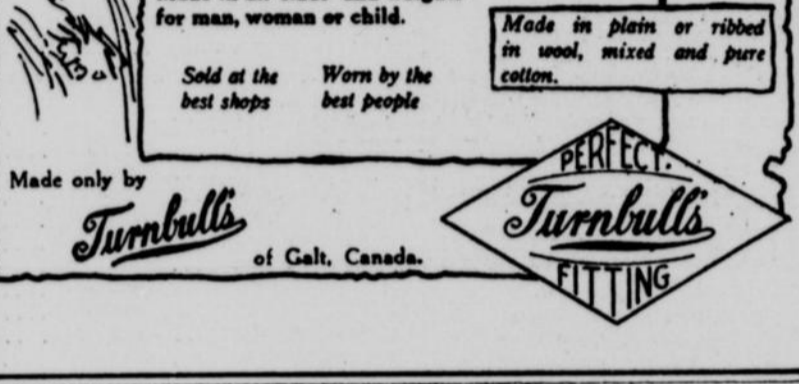 for man, woman or child.
Sold at the
best shops
Worn by the
best people
Made in plain or ribbed
in wool, mixed and pure
cotton.
Made only by
Turnbull's
of Galt, Canada.
PERFECT.
Turnbull's
FITTING